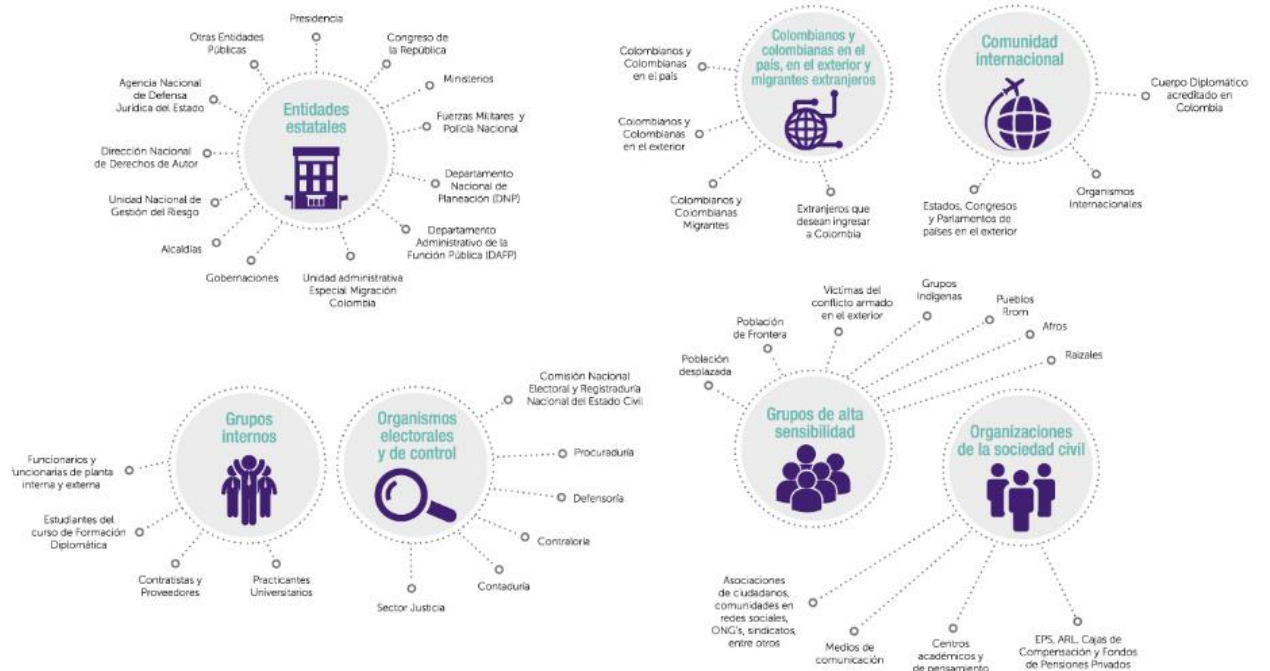 Presidencia
Otras Entidades
Públicas
Congreso de
la República
Agencia Nacional
de Defensa
Jurídica del Estado
Ministerios
Entidades
estatales
Fuerzas Militares y
Policía Nacional
Dirección Nacional
de Derechos de Autor
Departamento
Nacional de
Planeación (DNP)
Unidad Nacional de
Gestión del Riesgo
Departamento
Administrativo de la
Función Pública (DAFP)
Alcaldías
Gobernaciones
Unidad administrativa
Especial Migración
Colombia
Colombianos y
colombianas en el
país, en el exterior y
migrantes extranjeros
Colombianos y
Colombianas
en el país
Colombianos y
Colombianas
en el exterior
Colombianos y
Colombianas
Migrantes
Extranjeros que
desean ingresar
a Colombia
Comunidad
internacional
Cuerpo Diplomático
acreditado en
Colombia
Organismos
Internacionales
Estados, Congresos
y Parlamentos de
países en el exterior
Grupos
internos
Funcionarios y
funcionarias de planta
interna y externa
Estudiantes del
curso de Formación
Diplomática
Contratistas y
Proveedores
Practicantes
Universitarios
Organismos
electorales
y de control
Comisión Nacional
Electoral y Registraduría
Nacional del Estado Civil
Procuraduría
Defensoría
Contraloría
Contaduría
Sector Justicia
Grupos de alta
sensibilidad
Población
desplazada
Población
de Frontera
Víctimas del
conflicto armado
en el exterior
Grupos
Indígenas
Pueblos
Rrom
Afros
Raizales
Organizaciones
de la sociedad civil
Asociaciones
de ciudadanos,
comunidades en
redes sociales,
ONG's, sindicatos,
entre otros
Medios de
comunicación
Centros
académicos y
de pensamiento
EPS, ARL, Cajas de
Compensación y Fondos
de Pensiones Privados